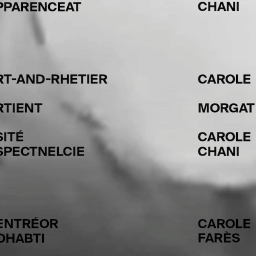 PPARENCEAT CHANI
RT-AND-RHETIER CAROLE
RTIENT MORGAT
SITÉ CAROLE
SPECTNELCIE CHANI
ENTRÉOR CAROLE
OHABTI FARÈS